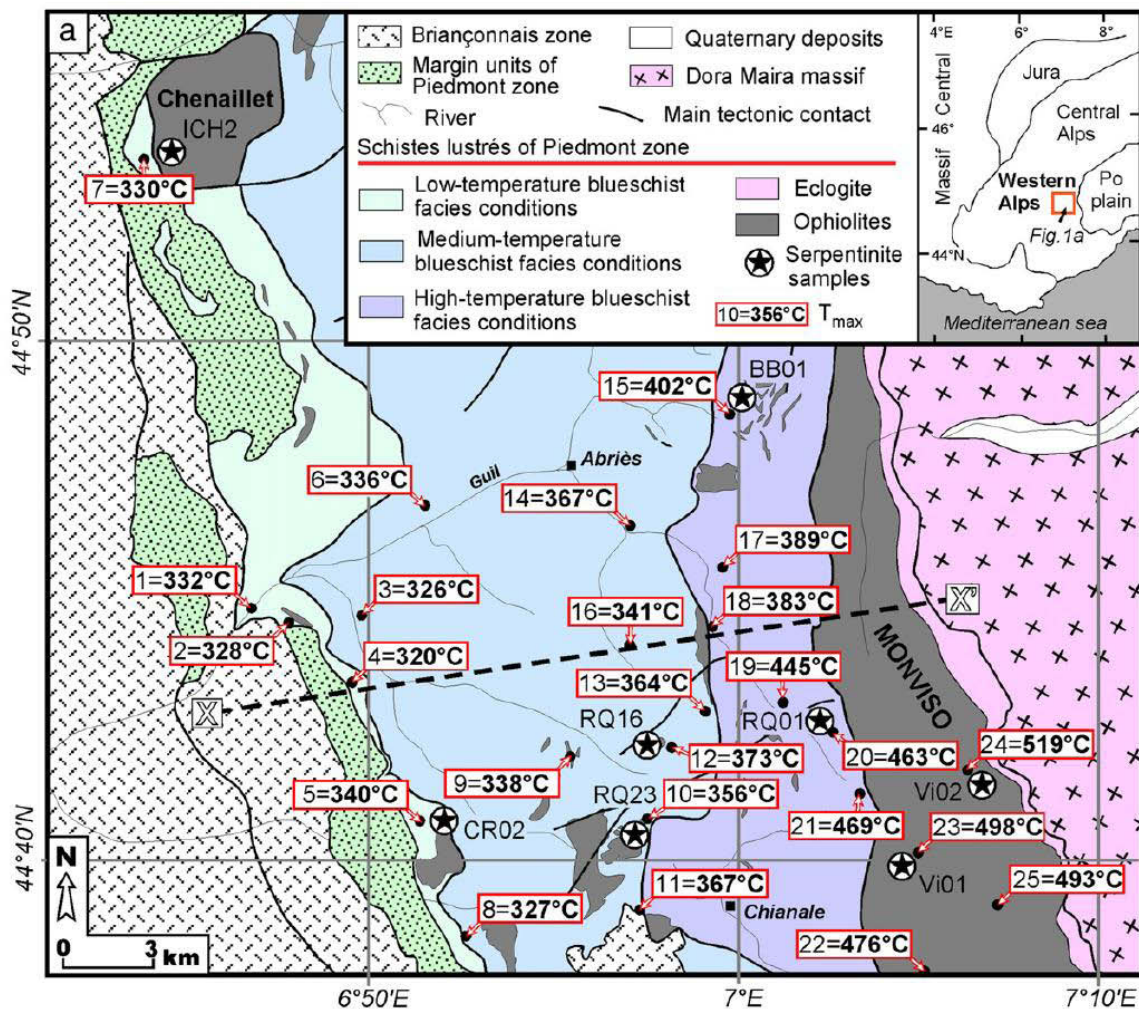 a
Briançonnais zone
Margin units of
Piedmont zone
River
Quaternary deposits
Dora Maira massif
Main tectonic contact
Schistes lustrés of Piedmont zone
Low-temperature blueschist
facies conditions
Medium-temperature
blueschist facies conditions
High-temperature blueschist
facies conditions
Eclogite
Ophiolites
Serpentinite
samples
10=356°C Tmax
4°E 6° 8°
Massif Central
Jura
46°
Central
Alps
Western
Alps
Po
plain
Fig.1a
44°N
Mediterranean sea
Chenaillet
ICH2
7=330°C
44°50'N
BB01
15=402°C
Abriès
Guil
6=336°C
14=367°C
17=389°C
1=332°C
3=326°C
16=341°C
18=383°C
X'
2=328°C
4=320°C
19=445°C
MONVISO
13=364°C
X
RQ16
RQ01
24=519°C
12=373°C
20=463°C
9=338°C
Vi02
5=340°C
RQ23
10=356°C
CR02
21=469°C
23=498°C
44°40'N
N
Vi01
11=367°C
25=493°C
8=327°C
Chianale
0 3
km
22=476°C
6°50'E 7°E 7°10'E